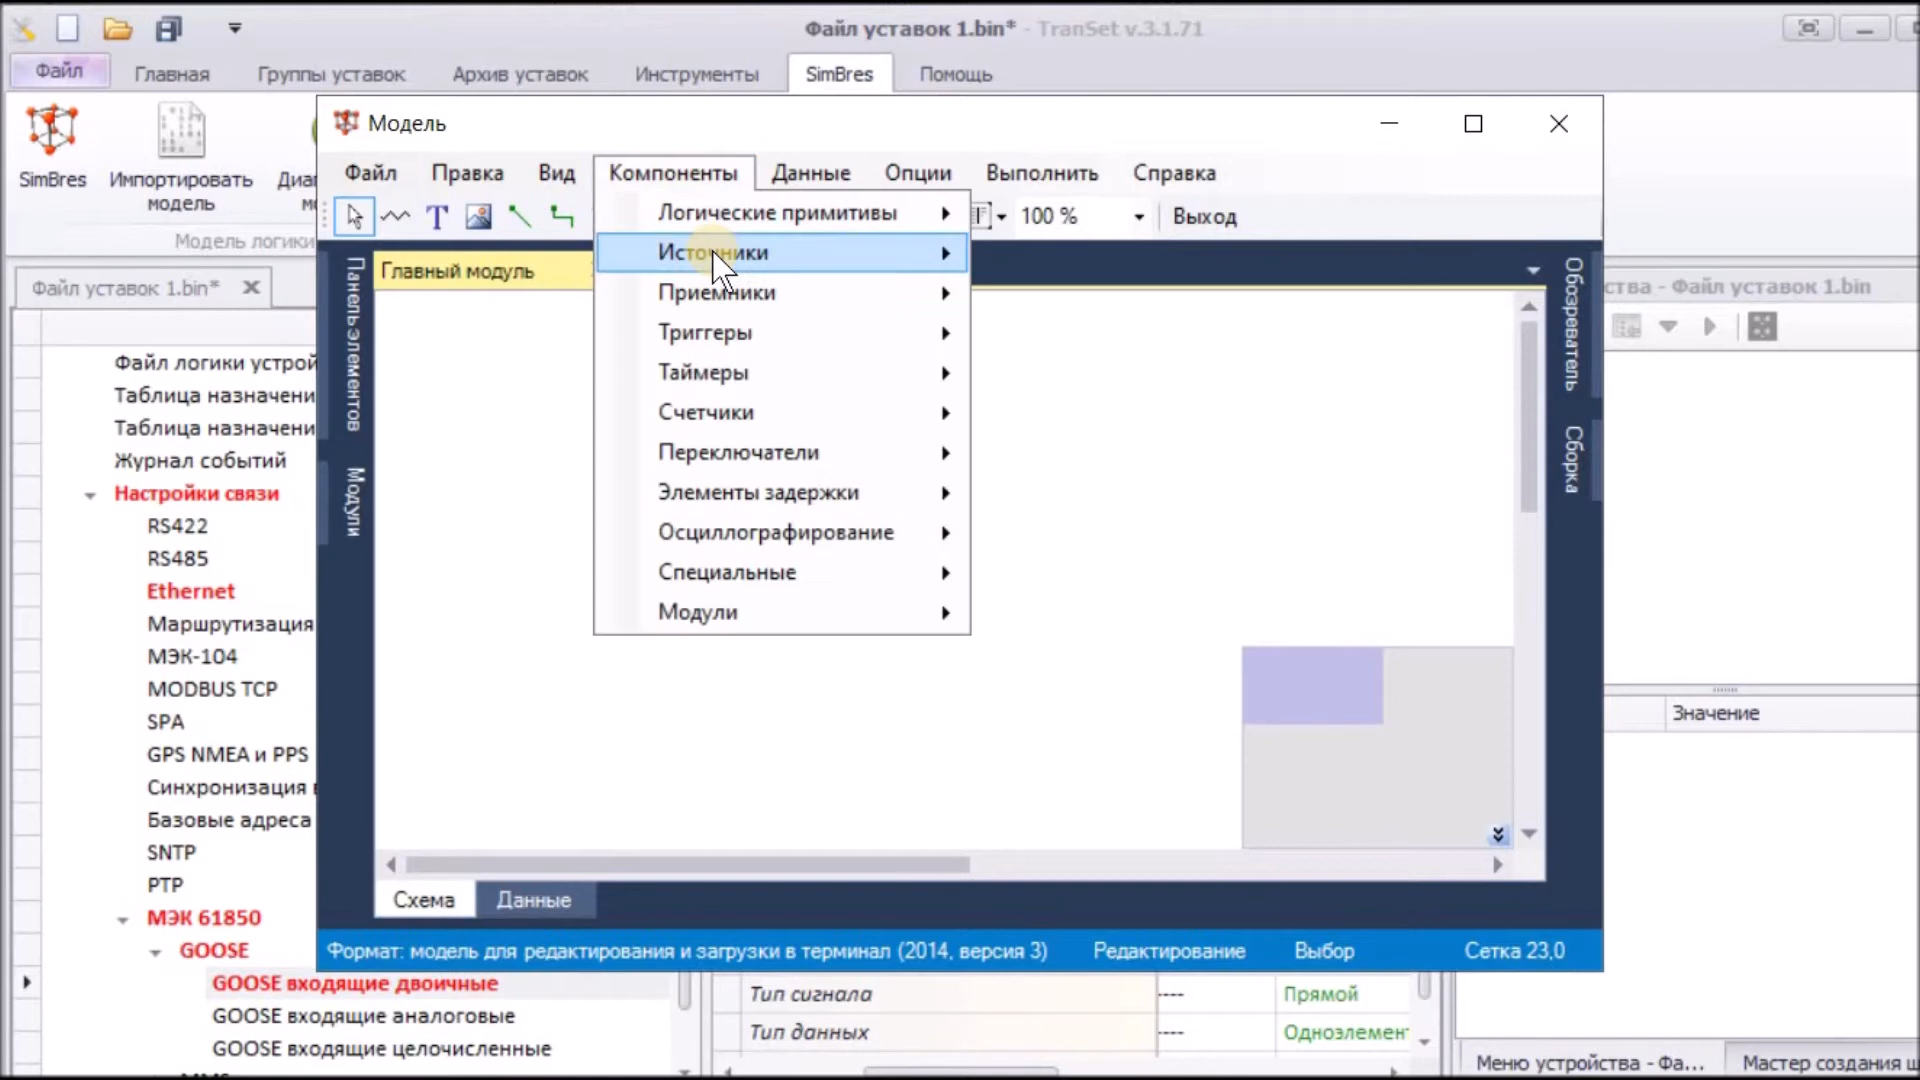 Файл уставок 1.bin* - TranSet v.3.1.71
Файл
Главная
Группы уставок
Архив уставок
Инструменты
SimBres
Помощь
SimBres
Импортировать
модель
Модель логики
Модель
Файл
Правка
Вид
Компоненты
Данные
Опции
Выполнить
Справка
100 %
Выход
Логические примитивы
Источники
Приемники
Триггеры
Таймеры
Счетчики
Переключатели
Элементы задержки
Осциллографирование
Специальные
Модули
Главный модуль
Панель элементов
Модули
Обозреватель
Сборка
Схема
Данные
Формат: модель для редактирования и загрузки в терминал (2014, версия 3)
Редактирование
Выбор
Сетка 23,0
Файл уставок 1.bin*
Файл логики устрой
Таблица назначени
Таблица назначени
Журнал событий
Настройки связи
RS422
RS485
Ethernet
Маршрутизация
МЭК-104
MODBUS TCP
SPA
GPS NMEA и PPS
Синхронизация
Базовые адреса
SNTP
PTP
МЭК 61850
GOOSE
GOOSE входящие двоичные
GOOSE входящие аналоговые
GOOSE входящие целочисленные
Тип сигнала
----
Прямой
Тип данных
----
Одноэлемент
ства - Файл уставок 1.bin
Значение
Меню устройства - Фа...
Мастер создания